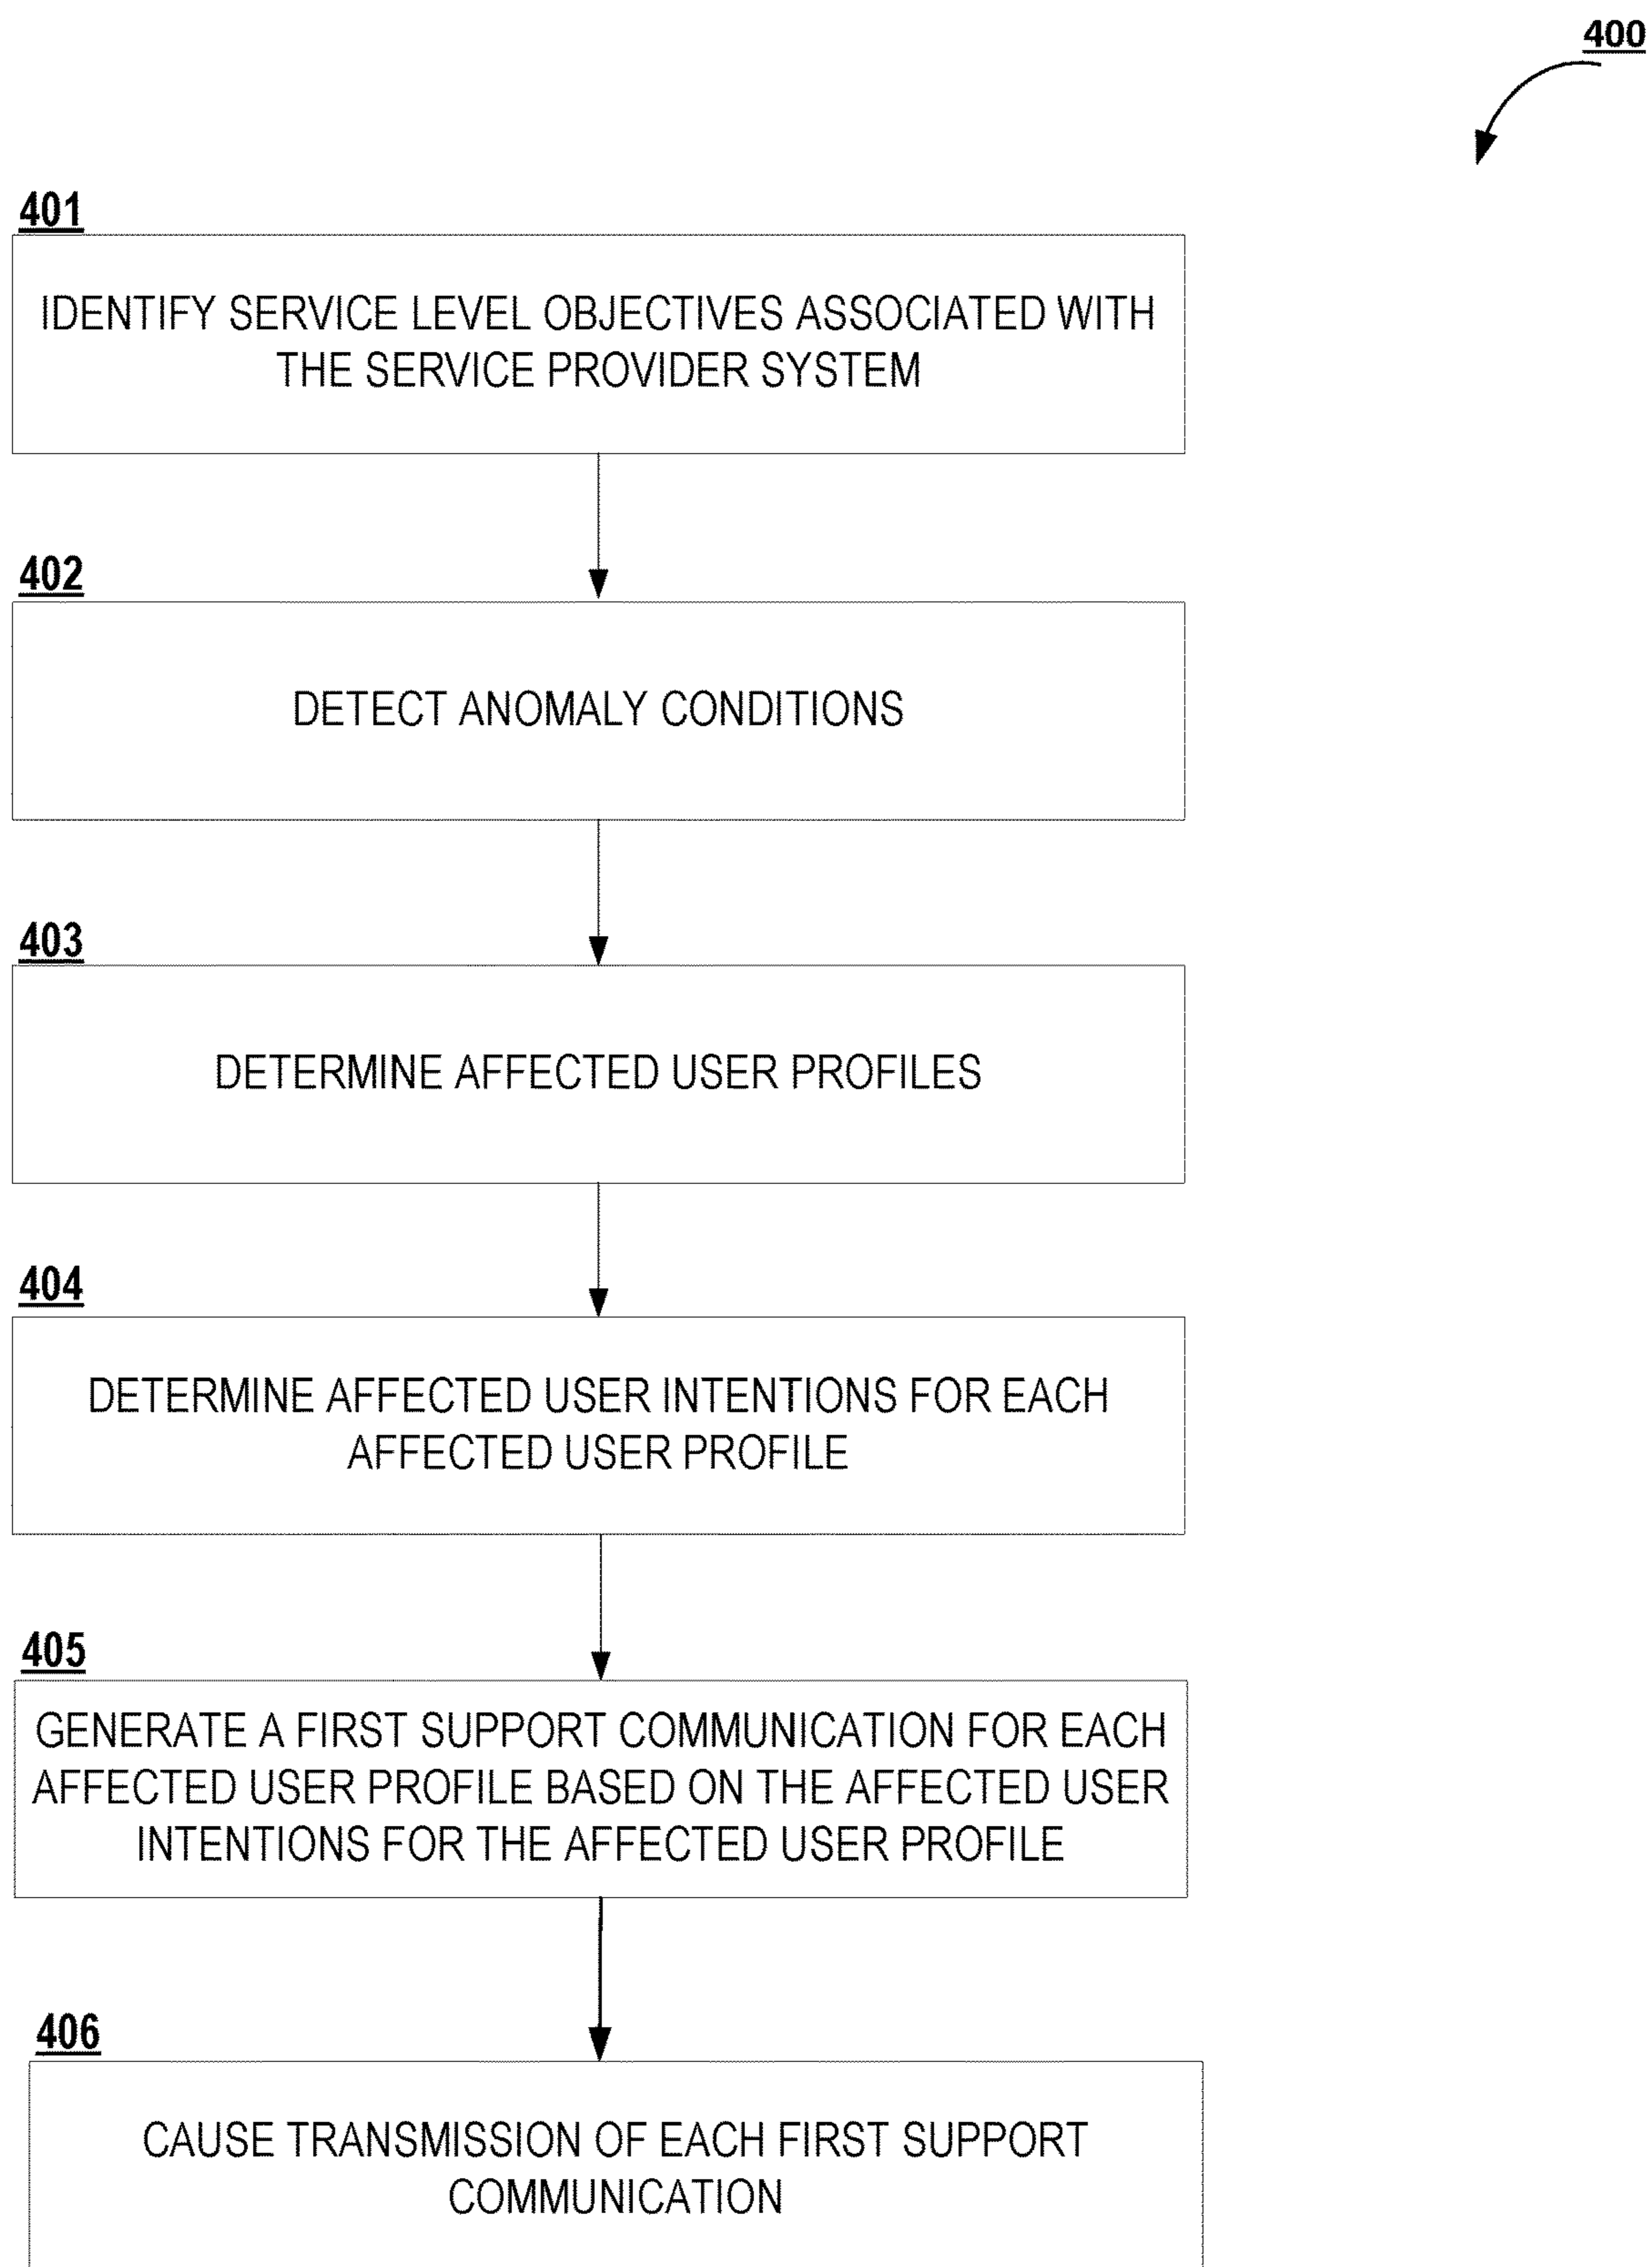 400
401
IDENTIFY SERVICE LEVEL OBJECTIVES ASSOCIATED WITH
THE SERVICE PROVIDER SYSTEM
402
DETECT ANOMALY CONDITIONS
403
DETERMINE AFFECTED USER PROFILES
404
DETERMINE AFFECTED USER INTENTIONS FOR EACH
AFFECTED USER PROFILE
405
GENERATE A FIRST SUPPORT COMMUNICATION FOR EACH
AFFECTED USER PROFILE BASED ON THE AFFECTED USER
INTENTIONS FOR THE AFFECTED USER PROFILE
406
CAUSE TRANSMISSION OF EACH FIRST SUPPORT
COMMUNICATION